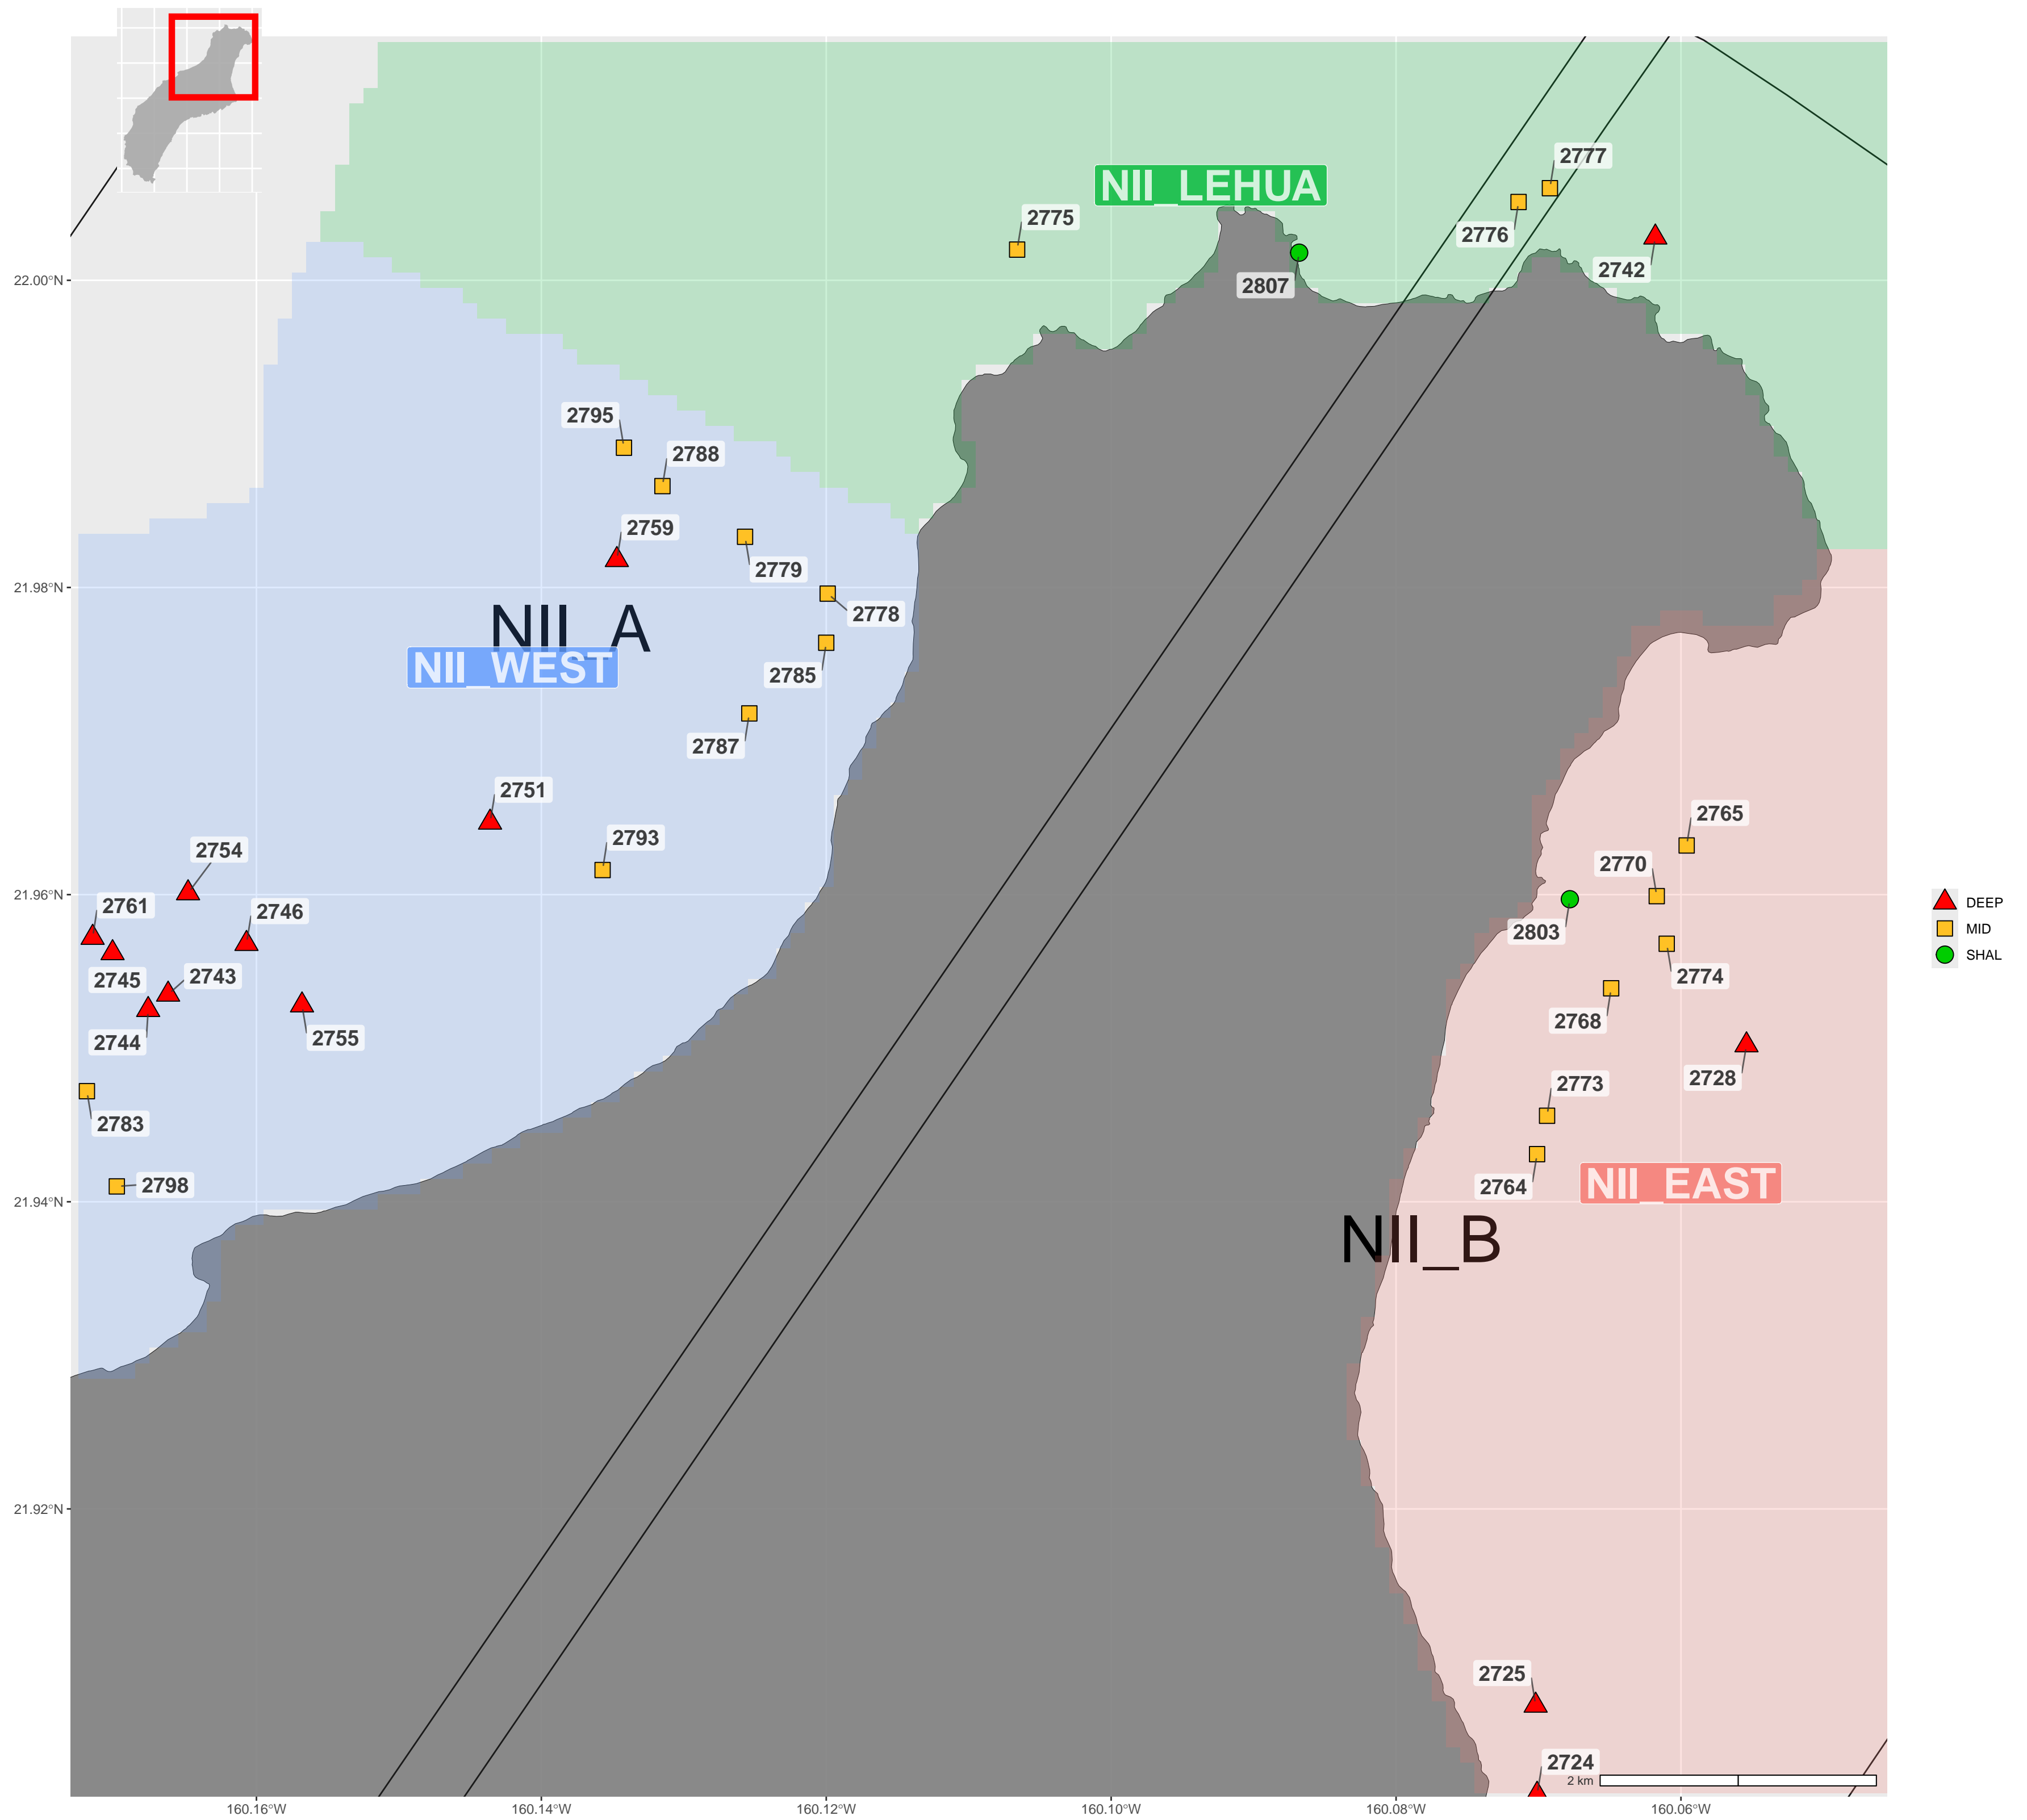 2777
NII_LEHUA
2775
2776
2742
2807
22.00°N
2795
2788
2759
2779
21.98°N
2778
NII_A
NII_WEST
2785
2787
2751
2765
2793
2754
2770
21.96°N
2761
2746
DEEP
MID
SHAL
2803
2745
2743
2774
2768
2755
2744
2728
2773
2783
2798
2764
NII_EAST
21.94°N
NII_B
21.92°N
2725
2724
2 km
160.16°W
160.14°W
160.12°W
160.10°W
160.08°W
160.06°W